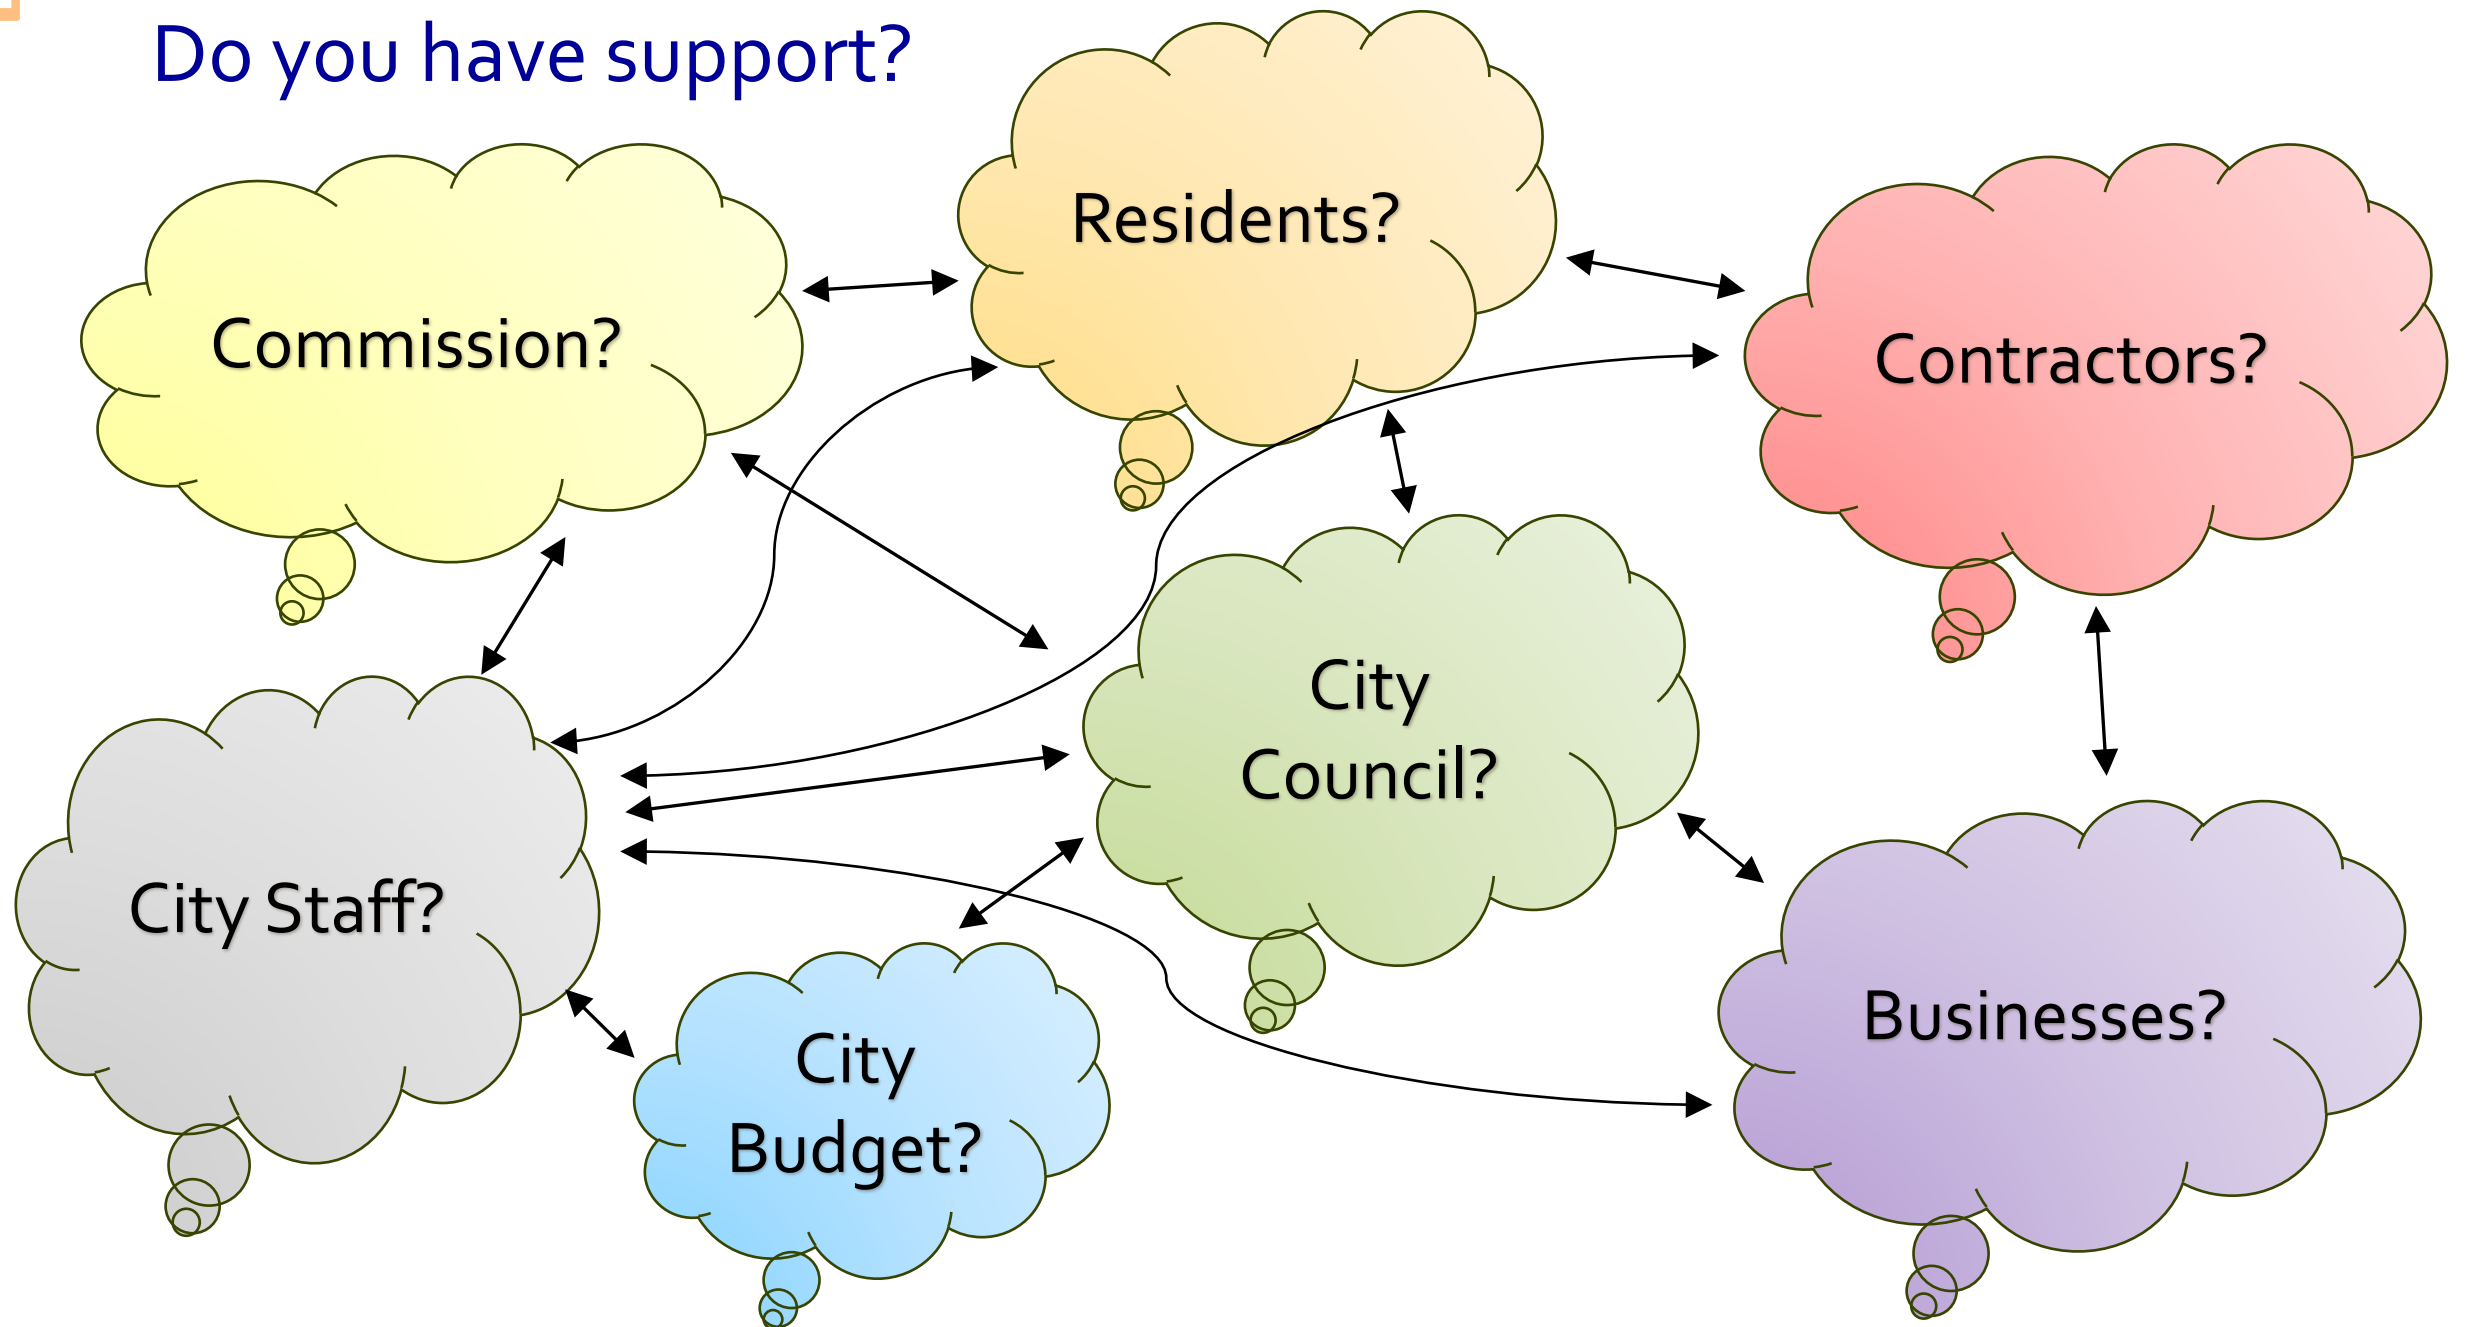 Do you have support?
Residents?
Commission?
Contractors?
City
Council?
City Staff?
Businesses?
City
Budget?